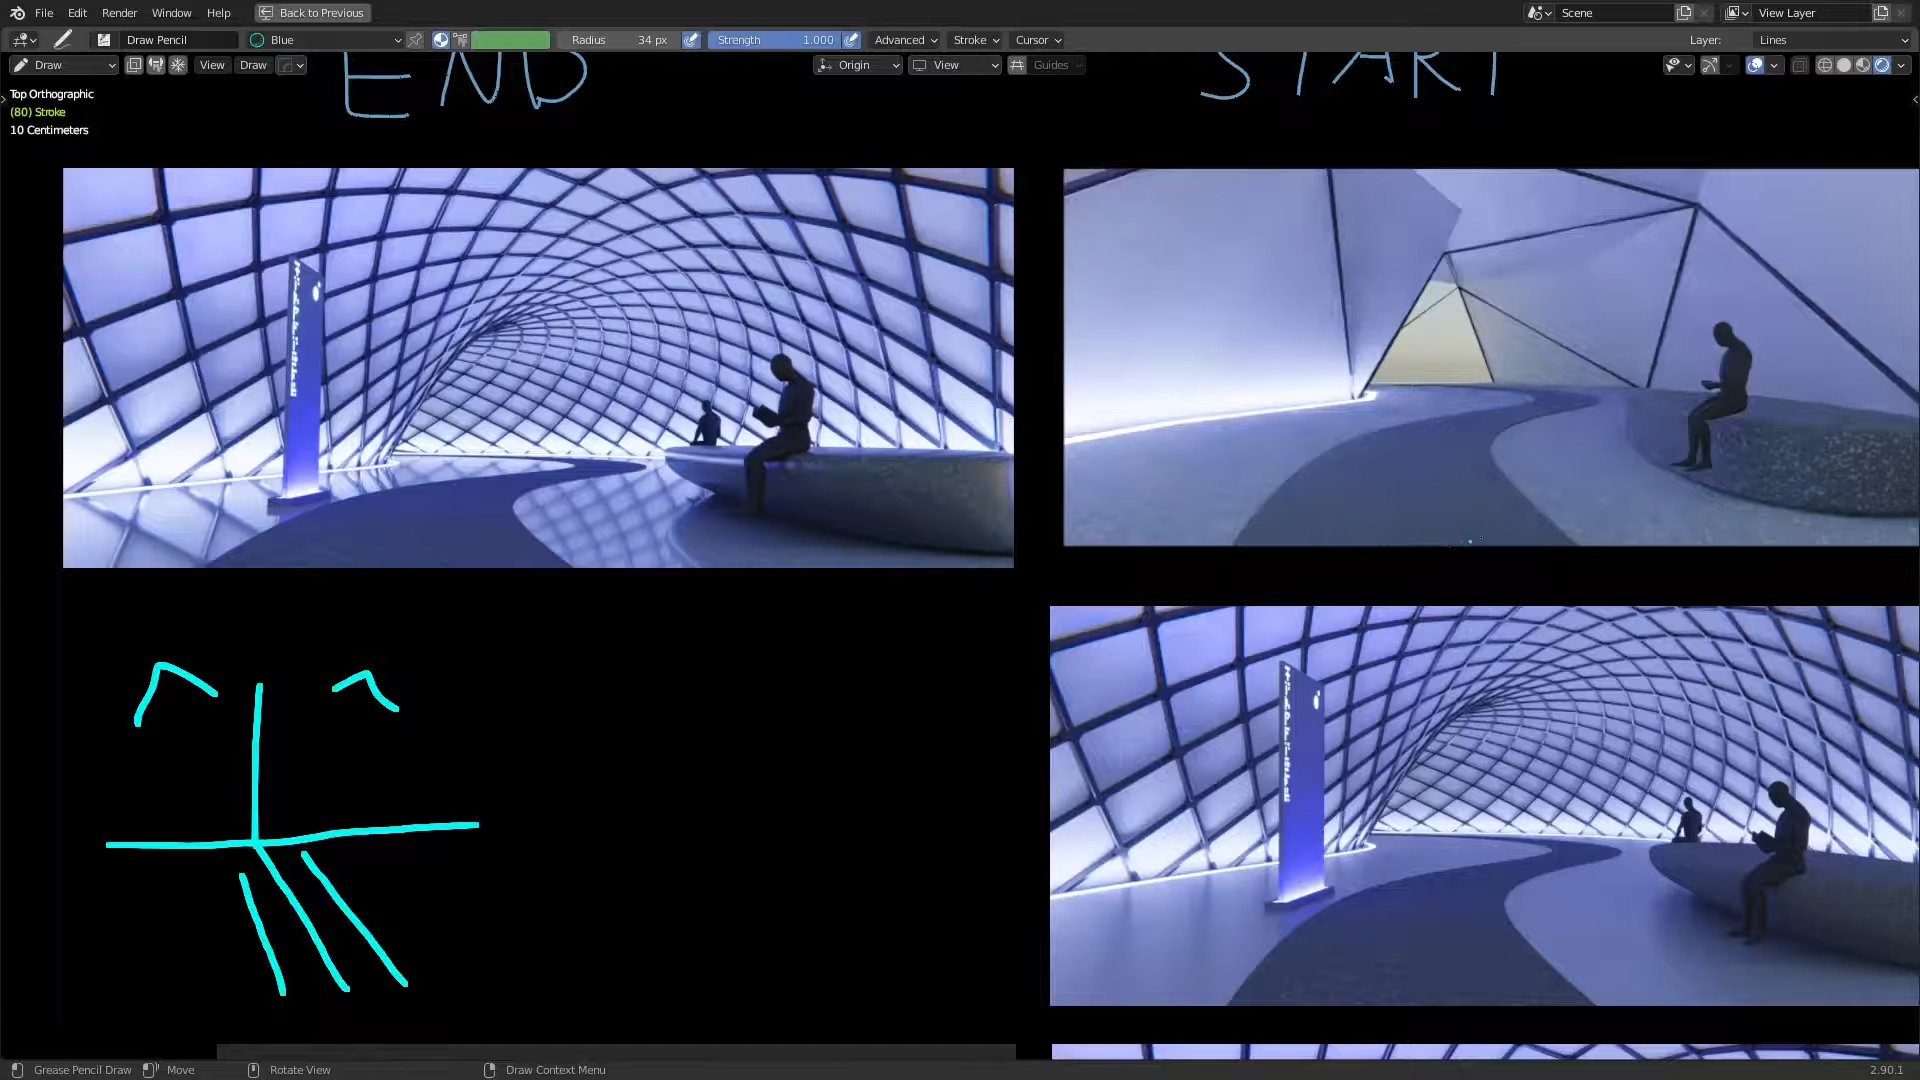 File Edit Render Window Help Back to Previous Scene View Layer
Draw Pencil Blue Radius 34 px Strength 1.000 Advanced Stroke Cursor Layer: Lines
Draw View Draw Origin View Guides
END START
Top Orthographic
(80) Stroke
10 Centimeters
Grease Pencil Draw Move Rotate View Draw Context Menu 2.90.1